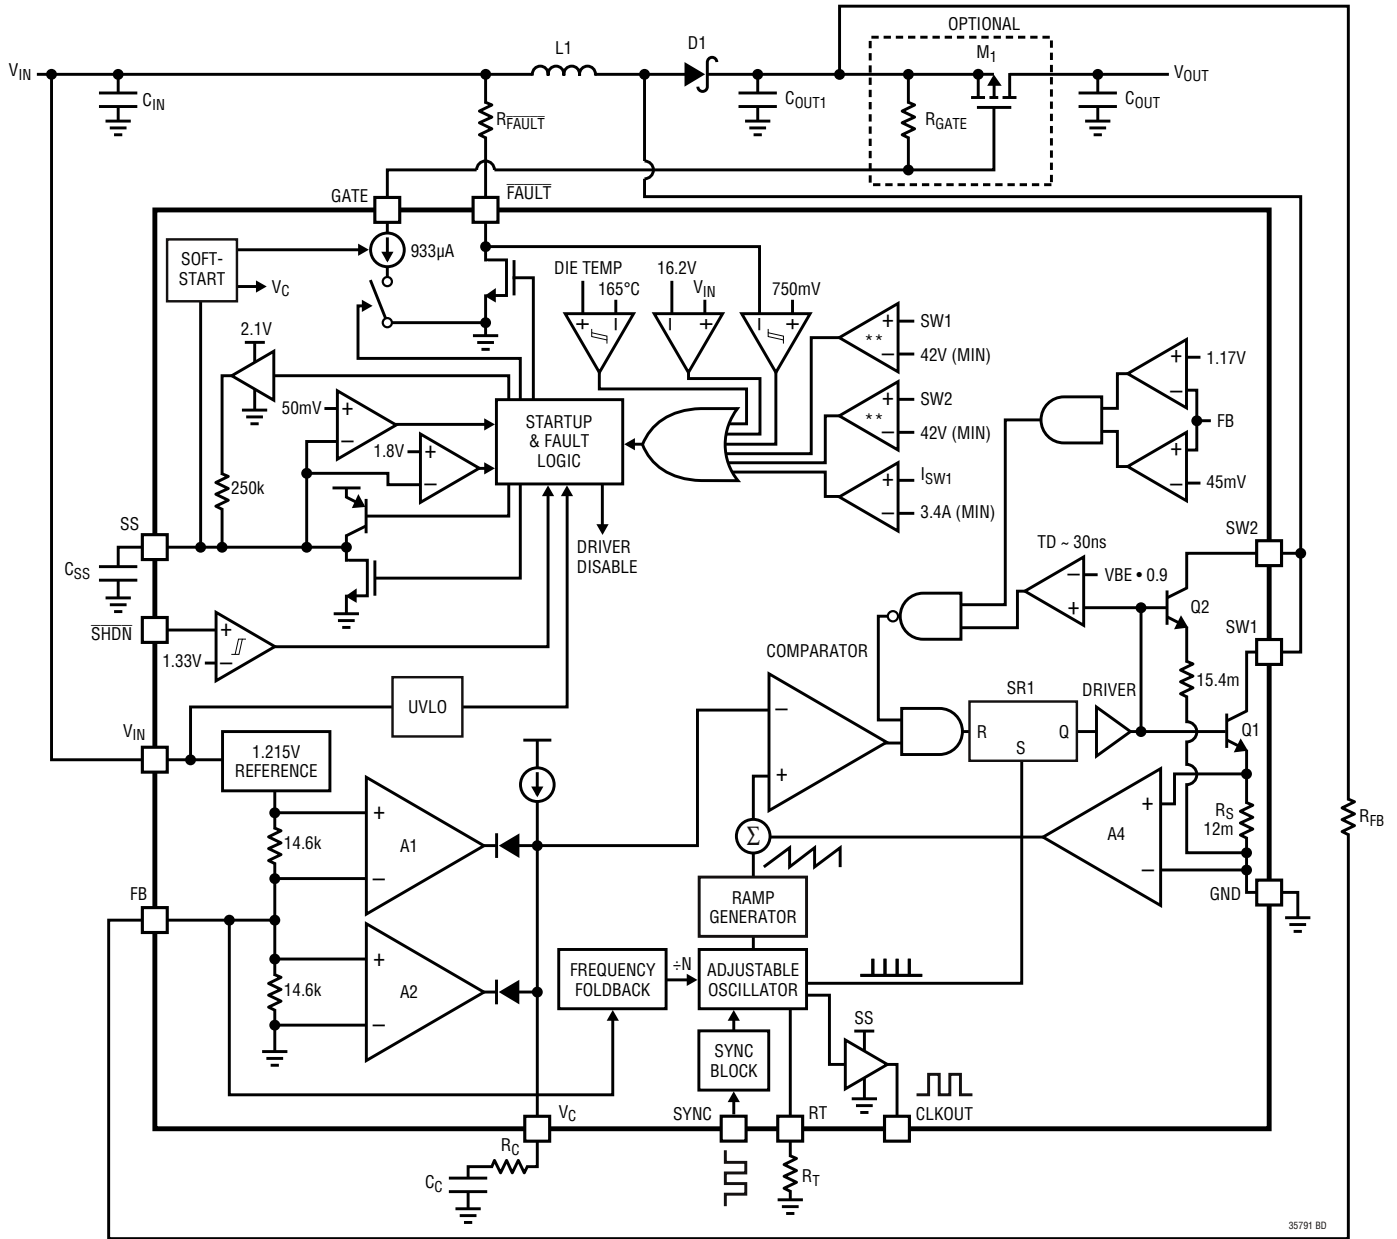 OPTIONAL
L1
D1
M1
VIN
VOUT
CIN
RFAULT
COUT1
RGATE
COUT
GATE
FAULT
SOFT-
START
933µA
VC
DIE TEMP
165°C
16.2V
VIN
750mV
SW1
**
42V (MIN)
2.1V
1.17V
50mV
STARTUP
& FAULT
LOGIC
SW2
**
42V (MIN)
FB
1.8V
250k
ISW1
3.4A (MIN)
45mV
SS
CSS
DRIVER
DISABLE
TD ~ 30ns
VBE • 0.9
SW2
Q2
SHDN
1.33V
SW1
COMPARATOR
15.4m
UVLO
SR1
DRIVER
VIN
R
Q
S
Q1
1.215V
REFERENCE
14.6k
A1
Σ
A4
RS
12m
RFB
FB
RAMP
GENERATOR
GND
14.6k
A2
FREQUENCY
FOLDBACK
÷N
ADJUSTABLE
OSCILLATOR
SYNC
BLOCK
SS
VC
SYNC
RT
CLKOUT
RC
CC
RT
35791 BD